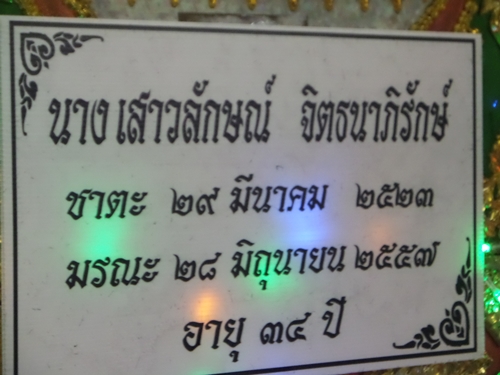 นาง เสาวลักษณ์ จิตธนาภิรักษ์
ชาตะ ๒๙ มีนาคม ๒๕๒๓
มรณะ ๒๘ มิถุนายน ๒๕๕๗
อายุ ๓๔ ปี